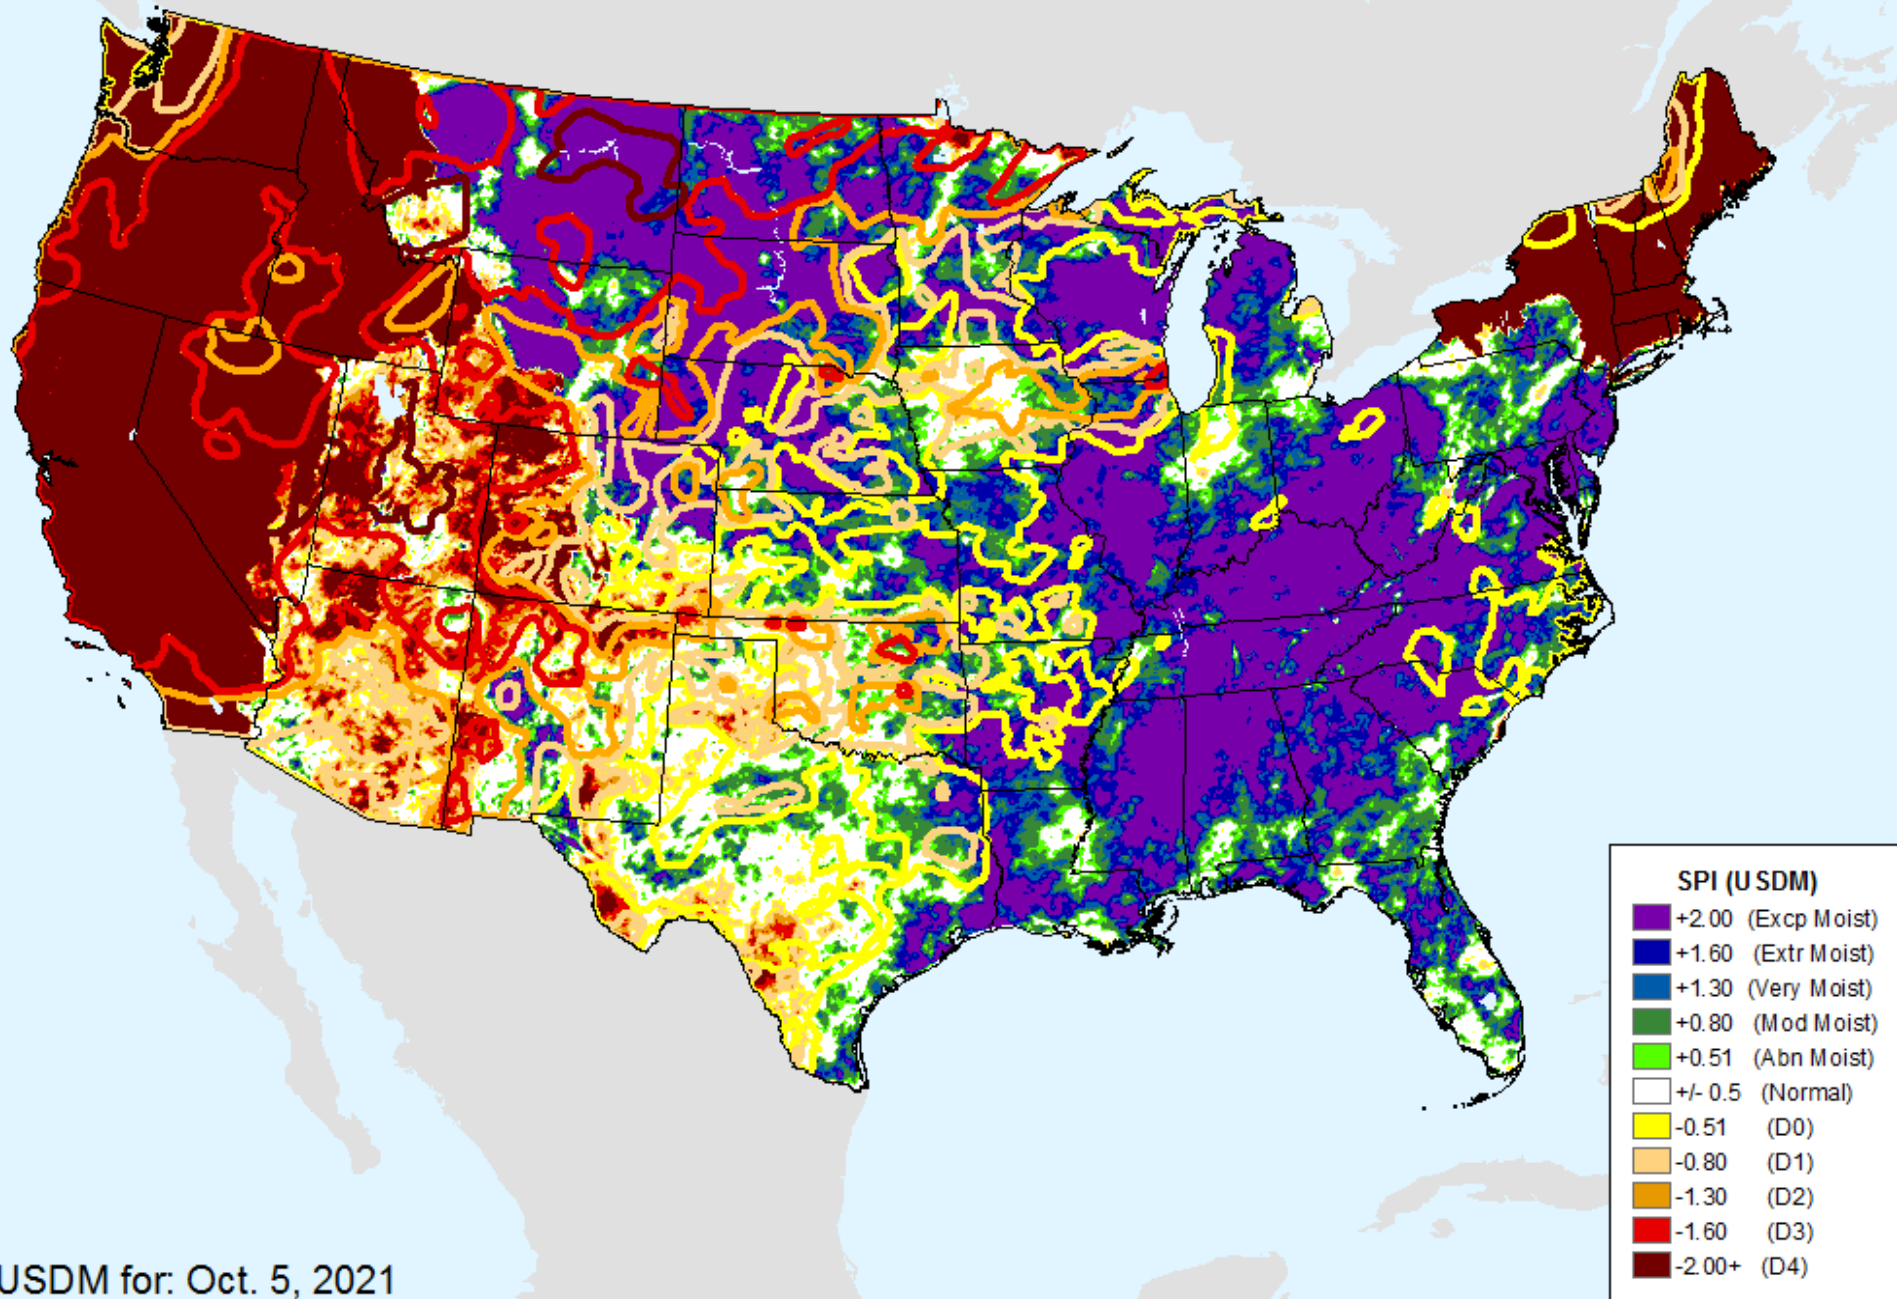 SPI (USDM)
+2.00 (Excp Moist)
+1.60 (Extr Moist)
+1.30 (Very Moist)
+0.80 (Mod Moist)
+0.51 (Abn Moist)
+/- 0.5 (Normal)
-0.51 (D0)
-0.80 (D1)
-1.30 (D2)
-1.60 (D3)
-2.00+ (D4)
USDM for: Oct. 5, 2021